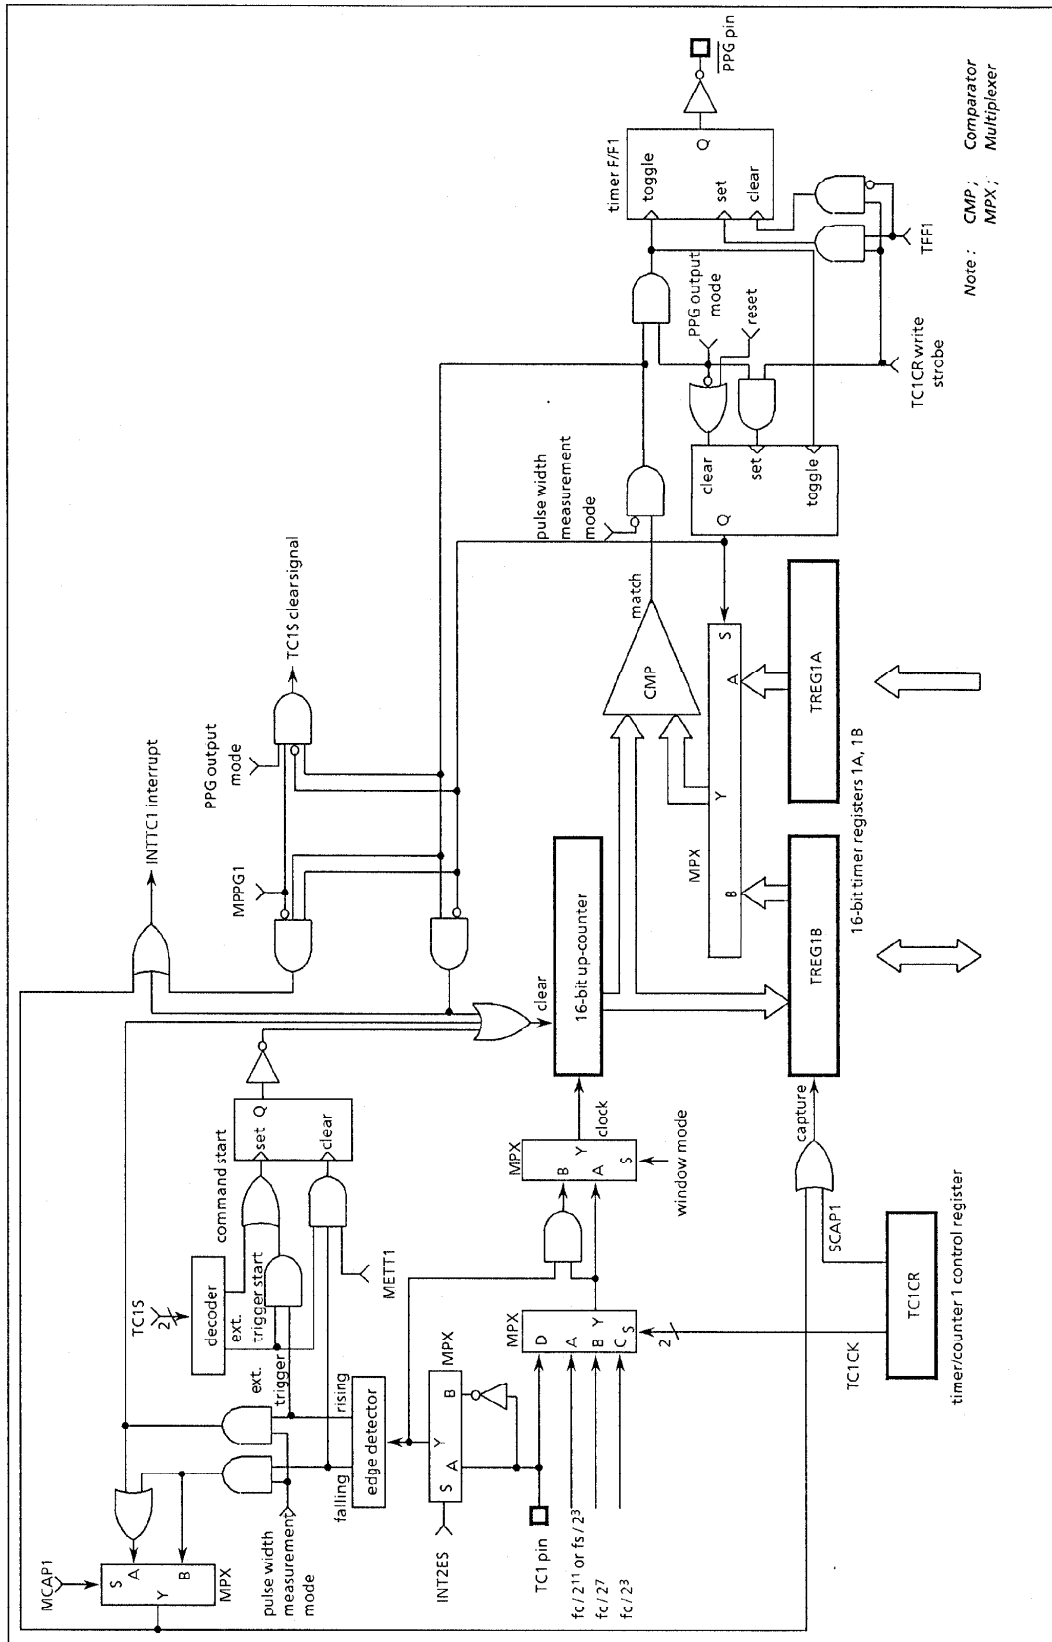 MCAP1
S
A
B
Y
MPX
pulse width
measurement
mode
TC1S
2
decoder
command start
ext.
trigger start
ext.
trigger
set
Q
clear
METT1
falling
rising
edge detector
INT2ES
S
A
Y
B
MPX
TC1 pin
fc / 2¹¹ or fs / 2³
fc / 2⁷
fc / 2³
MPX
D
A
B
C
Y
S
2
TC1CK
MPX
B
A
Y
S
window mode
clock
clear
16-bit up-counter
TC1CR
timer/counter 1 control register
SCAP1
capture
TREG1B
TREG1A
16-bit timer registers 1A, 1B
MPX
B
Y
A
S
CMP
match
pulse width
measurement
mode
INTTC1 interrupt
MPPG1
PPG output
mode
TC1S clear signal
Q
clear
set
toggle
PPG output
mode
reset
TC1CR write
strobe
TFF1
timer F/F1
toggle
set
clear
Q
PPG pin
Note : CMP ; Comparator
MPX ; Multiplexer